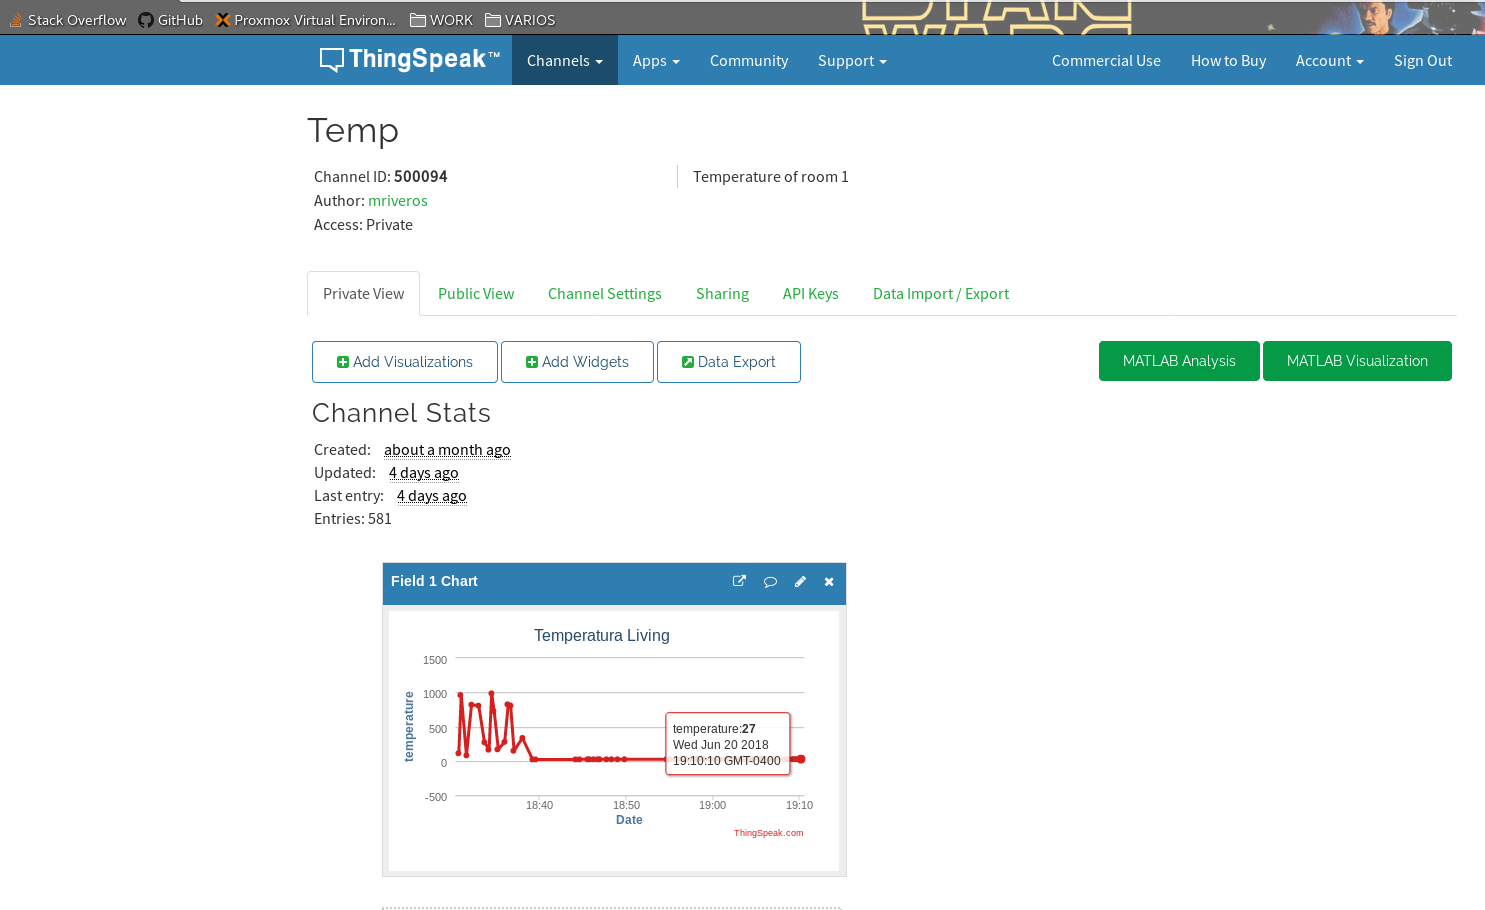 Stack Overflow GitHub Proxmox Virtual Environ... WORK VARIOS
ThingSpeak™ Channels Apps Community Support Commercial Use How to Buy Account Sign Out
Temp
Channel ID: 500094
Author: mriveros
Access: Private
Temperature of room 1
Private View Public View Channel Settings Sharing API Keys Data Import / Export
Add Visualizations Add Widgets Data Export MATLAB Analysis MATLAB Visualization
Channel Stats
Created: about a month ago
Updated: 4 days ago
Last entry: 4 days ago
Entries: 581
Field 1 Chart
Temperatura Living
temperature
1500
1000
500
0
-500
temperature:27
Wed Jun 20 2018
19:10:10 GMT-0400
18:40 18:50 19:00 19:10
Date
ThingSpeak.com